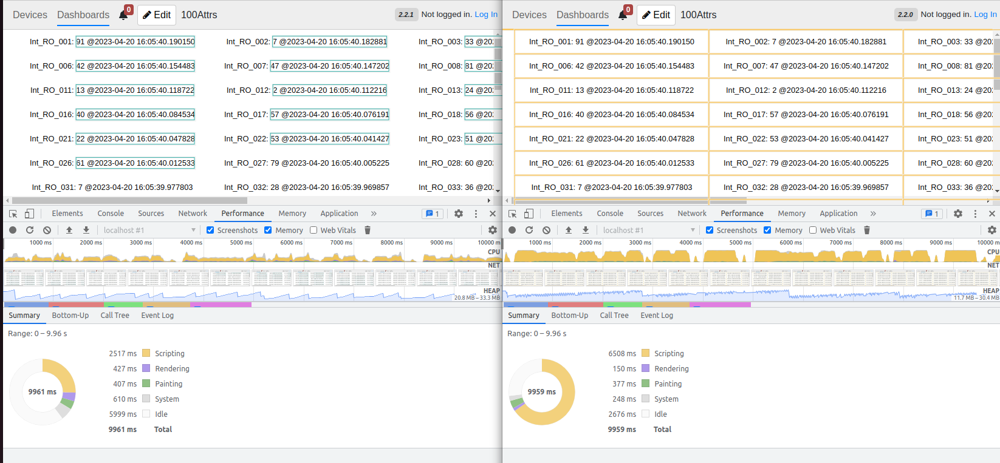 Devices Dashboards 0 Edit 100Attrs 2.2.1 Not logged in. Log In
Int_RO_001: 91 @2023-04-20 16:05:40.190150 Int_RO_002: 7 @2023-04-20 16:05:40.182881 Int_RO_003: 33 @20
Int_RO_006: 42 @2023-04-20 16:05:40.154483 Int_RO_007: 47 @2023-04-20 16:05:40.147202 Int_RO_008: 81 @20
Int_RO_011: 13 @2023-04-20 16:05:40.118722 Int_RO_012: 2 @2023-04-20 16:05:40.112216 Int_RO_013: 24 @20
Int_RO_016: 40 @2023-04-20 16:05:40.084534 Int_RO_017: 57 @2023-04-20 16:05:40.076191 Int_RO_018: 56 @20
Int_RO_021: 22 @2023-04-20 16:05:40.047828 Int_RO_022: 53 @2023-04-20 16:05:40.041427 Int_RO_023: 51 @20
Int_RO_026: 61 @2023-04-20 16:05:40.012533 Int_RO_027: 79 @2023-04-20 16:05:40.005225 Int_RO_028: 60 @20
Int_RO_031: 7 @2023-04-20 16:05:39.977803 Int_RO_032: 28 @2023-04-20 16:05:39.969857 Int_RO_033: 36 @20
Elements Console Sources Network Performance Memory Application » 1
localhost #1 Screenshots Memory Web Vitals
1000 ms 2000 ms 3000 ms 4000 ms 5000 ms 6000 ms 7000 ms 8000 ms 9000 ms 10000 m
CPU
NET
HEAP
20.8 MB – 33.3 MB
Summary Bottom-Up Call Tree Event Log
Range: 0 – 9.96 s
9961 ms
2517 ms Scripting
427 ms Rendering
407 ms Painting
610 ms System
5999 ms Idle
9961 ms Total
Devices Dashboards 0 Edit 100Attrs 2.2.0 Not logged in. Log In
Int_RO_001: 91 @2023-04-20 16:05:40.190150 Int_RO_002: 7 @2023-04-20 16:05:40.182881 Int_RO_003: 33 @20
Int_RO_006: 42 @2023-04-20 16:05:40.154483 Int_RO_007: 47 @2023-04-20 16:05:40.147202 Int_RO_008: 81 @20
Int_RO_011: 13 @2023-04-20 16:05:40.118722 Int_RO_012: 2 @2023-04-20 16:05:40.112216 Int_RO_013: 24 @20
Int_RO_016: 40 @2023-04-20 16:05:40.084534 Int_RO_017: 57 @2023-04-20 16:05:40.076191 Int_RO_018: 56 @20
Int_RO_021: 22 @2023-04-20 16:05:40.047828 Int_RO_022: 53 @2023-04-20 16:05:40.041427 Int_RO_023: 51 @20
Int_RO_026: 61 @2023-04-20 16:05:40.012533 Int_RO_027: 79 @2023-04-20 16:05:40.005225 Int_RO_028: 60 @20
Int_RO_031: 7 @2023-04-20 16:05:39.977803 Int_RO_032: 28 @2023-04-20 16:05:39.969857 Int_RO_033: 36 @20
Elements Console Sources Network Performance Memory Application » 1
localhost #1 Screenshots Memory Web Vitals
1000 ms 2000 ms 3000 ms 4000 ms 5000 ms 6000 ms 7000 ms 8000 ms 9000 ms 10000 m
CPU
NET
HEAP
11.7 MB – 30.4 MB
Summary Bottom-Up Call Tree Event Log
Range: 0 – 9.96 s
9959 ms
6508 ms Scripting
150 ms Rendering
377 ms Painting
248 ms System
2676 ms Idle
9959 ms Total